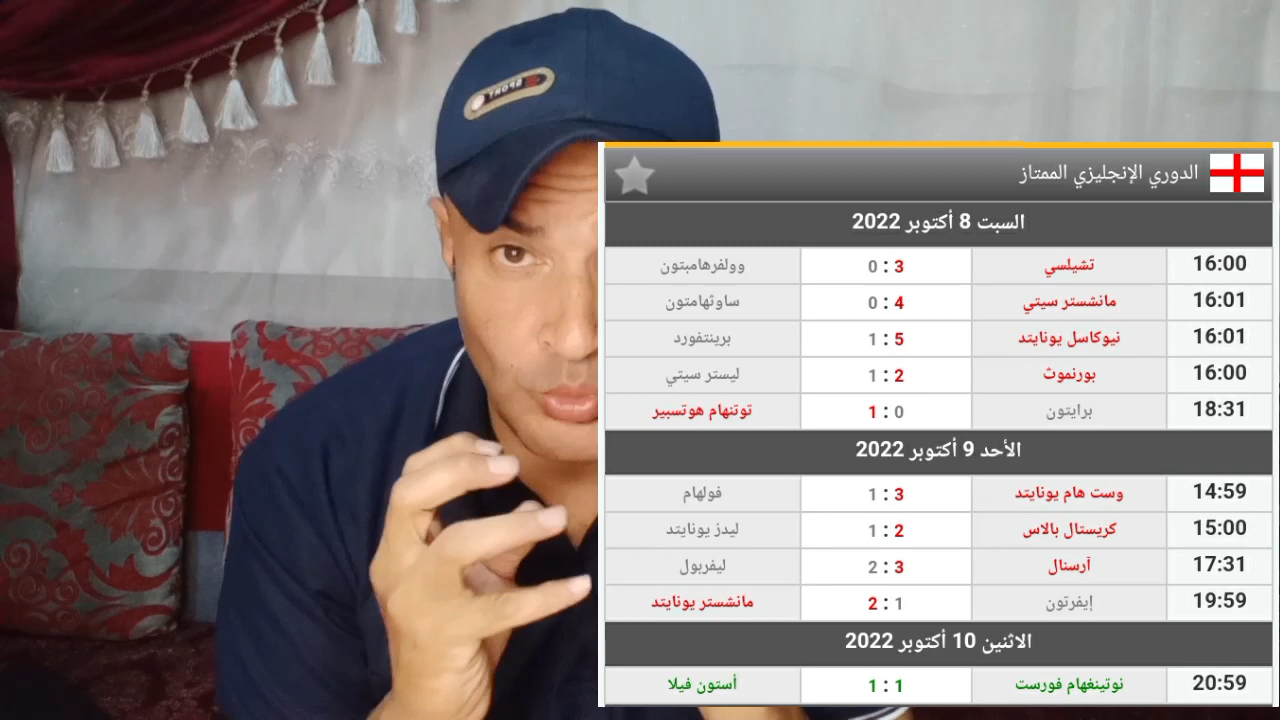 TЯOPƧ
الدوري الإنجليزي الممتاز
السبت 8 أكتوبر 2022
16:00 تشيلسي 3 : 0 وولفرهامبتون
16:01 مانشستر سيتي 4 : 0 ساوثهامتون
16:01 نيوكاسل يونايتد 5 : 1 برينتفورد
16:00 بورنموث 2 : 1 ليستر سيتي
18:31 برايتون 0 : 1 توتنهام هوتسبير
الأحد 9 أكتوبر 2022
14:59 وست هام يونايتد 3 : 1 فولهام
15:00 كريستال بالاس 2 : 1 ليدز يونايتد
17:31 آرسنال 3 : 2 ليفربول
19:59 إيفرتون 1 : 2 مانشستر يونايتد
الاثنين 10 أكتوبر 2022
20:59 نوتينغهام فورست 1 : 1 أستون فيلا